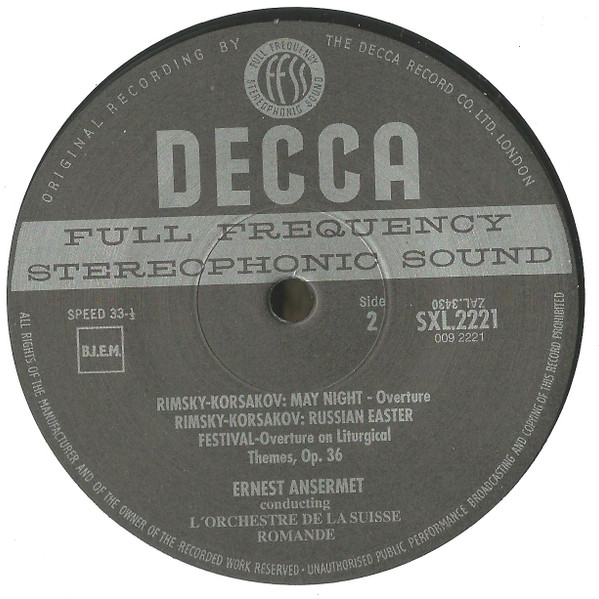 ORIGINAL RECORDING BY THE DECCA RECORD CO. LTD. LONDON
FULL FREQUENCY
ffss
STEREOPHONIC SOUND
DECCA
FULL FREQUENCY
STEREOPHONIC SOUND
SPEED 33-⅓
B.I.E.M.
Side
2
ZAL.3430
SXL.2221
009 2221
RIMSKY-KORSAKOV: MAY NIGHT - Overture
RIMSKY-KORSAKOV: RUSSIAN EASTER
FESTIVAL-Overture on Liturgical
Themes, Op. 36
ERNEST ANSERMET
conducting
L'ORCHESTRE DE LA SUISSE
ROMANDE
ALL RIGHTS OF THE MANUFACTURER AND OF THE OWNER OF THE RECORDED WORK RESERVED · UNAUTHORISED PUBLIC PERFORMANCE BROADCASTING AND COPYING OF THIS RECORD PROHIBITED